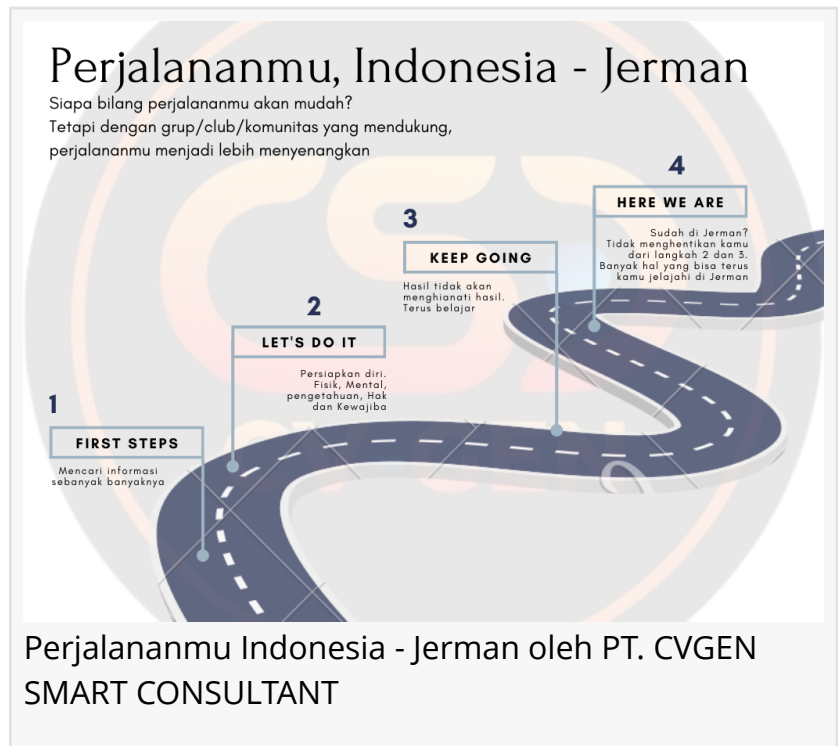 Perjalananmu, Indonesia - Jerman
Siapa bilang perjalananmu akan mudah?
Tetapi dengan grup/club/komunitas yang mendukung,
perjalananmu menjadi lebih menyenangkan
1
FIRST STEPS
Mencari informasi
sebanyak banyaknya
2
LET'S DO IT
Persiapkan diri.
Fisik, Mental,
pengetahuan, Hak
dan Kewajiba
3
KEEP GOING
Hasil tidak akan
menghianati hasil.
Terus belajar
4
HERE WE ARE
Sudah di Jerman?
Tidak menghentikan kamu
dari langkah 2 dan 3.
Banyak hal yang bisa terus
kamu jelajahi di Jerman
CVGEN
Perjalananmu Indonesia - Jerman oleh PT. CVGEN
SMART CONSULTANT